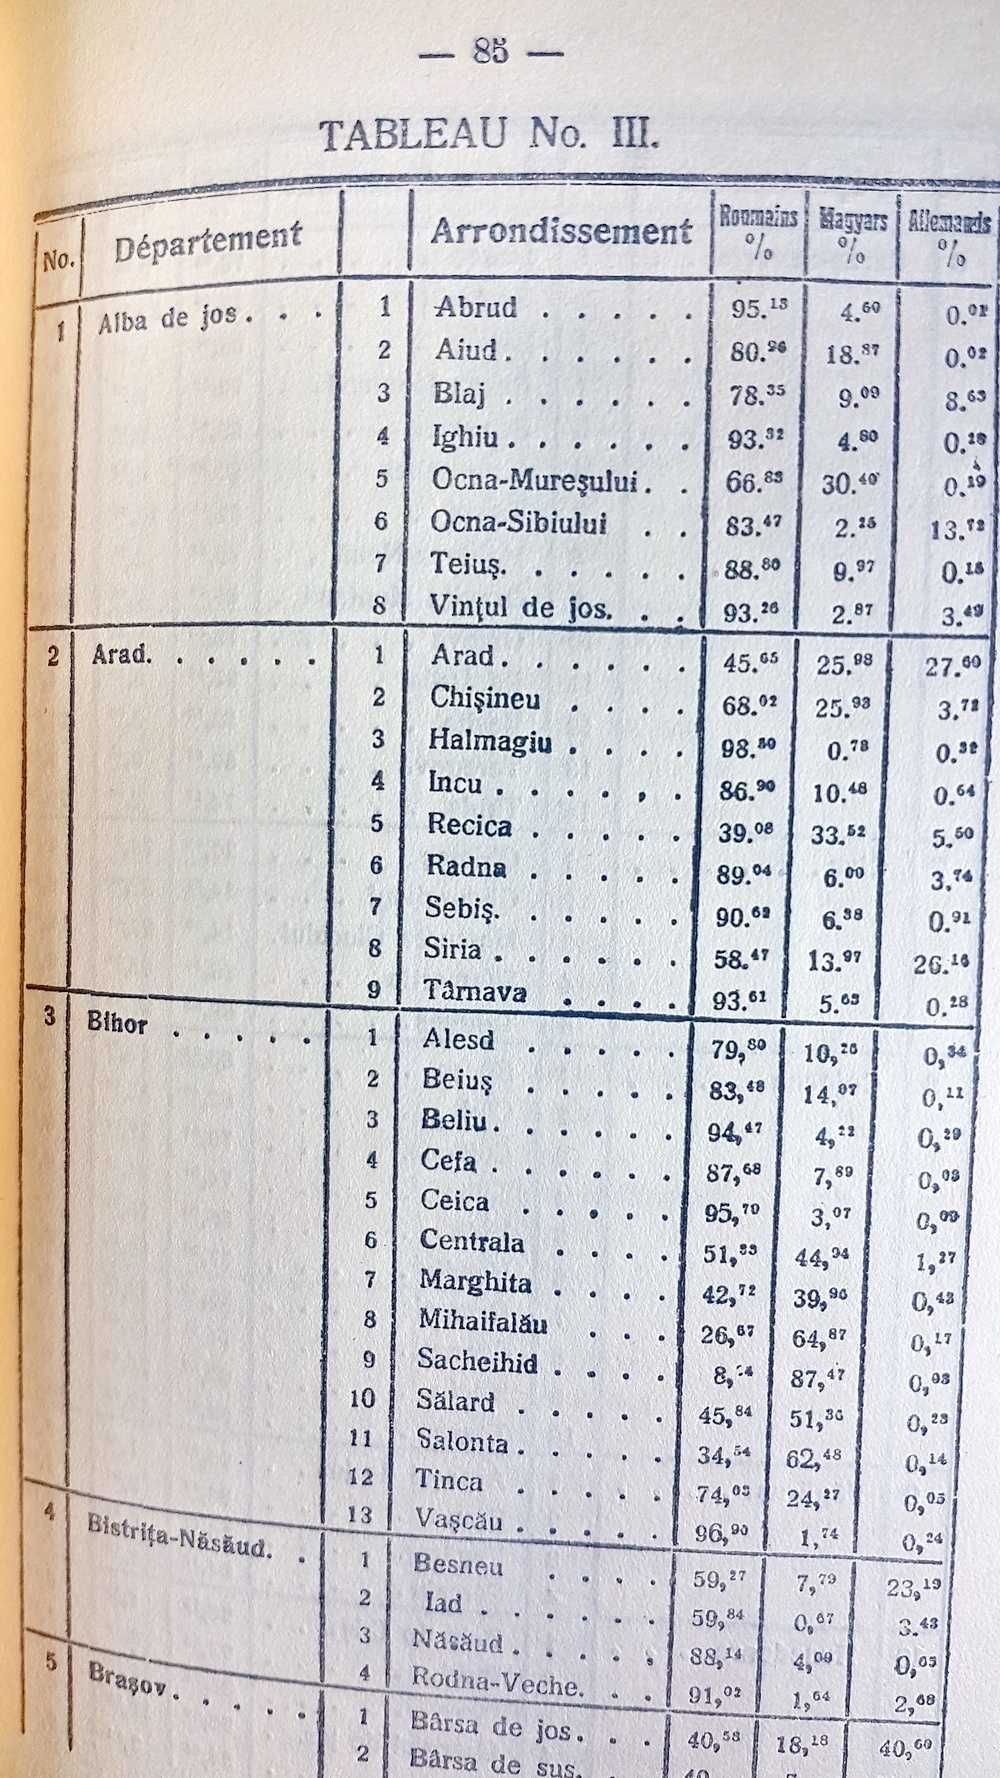 — 85 —
TABLEAU No. III.
No. Département Arrondissement Roumains % Magyars % Allemands %
1 Alba de jos . . . 1 Abrud . . . . . 95.13 4.60 0.02
2 Aiud . . . . . . 80.96 18.87 0.02
3 Blaj . . . . . . 78.35 9.09 8.63
4 Ighiu . . . . . . 93.32 4.80 0.18
5 Ocna-Mureşului . . 66.83 30.40 0.19
6 Ocna-Sibiului . . 83.47 2.25 13.72
7 Teiuş. . . . . . 88.80 9.97 0.18
8 Vinţul de jos. . . 93.26 2.87 3.49
2 Arad. . . . . . 1 Arad . . . . . . 45.65 25.98 27.60
2 Chişineu . . . . 68.02 25.93 3.72
3 Halmagiu . . . . 98.80 0.78 0.32
4 Incu . . . . . . 86.90 10.48 0.64
5 Recica . . . . . 39.08 33.52 5.50
6 Radna . . . . . 89.04 6.00 3.74
7 Sebiş. . . . . . 90.62 6.38 0.91
8 Siria . . . . . . 58.47 13.97 26.16
9 Târnava . . . . 93.61 5.63 0.28
3 Bihor . . . . . 1 Alesd . . . . . 79,80 10,26 0,34
2 Beiuş . . . . . 83,48 14,97 0,11
3 Beliu . . . . . . 94,47 4,22 0,29
4 Cefa . . . . . . 87,68 7,89 0,03
5 Ceica . . . . . 95,70 3,07 0,09
6 Centrala . . . . 51,33 44,94 1,27
7 Marghita . . . . 42,72 39,96 0,43
8 Mihaifalău . . . 26,67 64,87 0,17
9 Sacheihid . . . . 87,47 0,03
10 Sălard . . . . . 45,84 51,36 0,23
11 Salonta . . . . . 34,54 62,48 0,14
12 Tinca . . . . . 74,03 24,27 0,05
13 Vaşcău . . . . . 96,90 1,74 0,24
4 Bistriţa-Năsăud. . 1 Besneu . . . . 59,27 7,79 23,19
2 Iad . . . . . . 59,84 0,67 3.43
3 Năsăud . . . . . 88,14 4,09 0,63
4 Rodna-Veche. . . 91,02 1,64 2,68
5 Braşov . . . . . 1 Bârsa de jos. . . 40,58 18,18 40,60
2 Bârsa de sus.